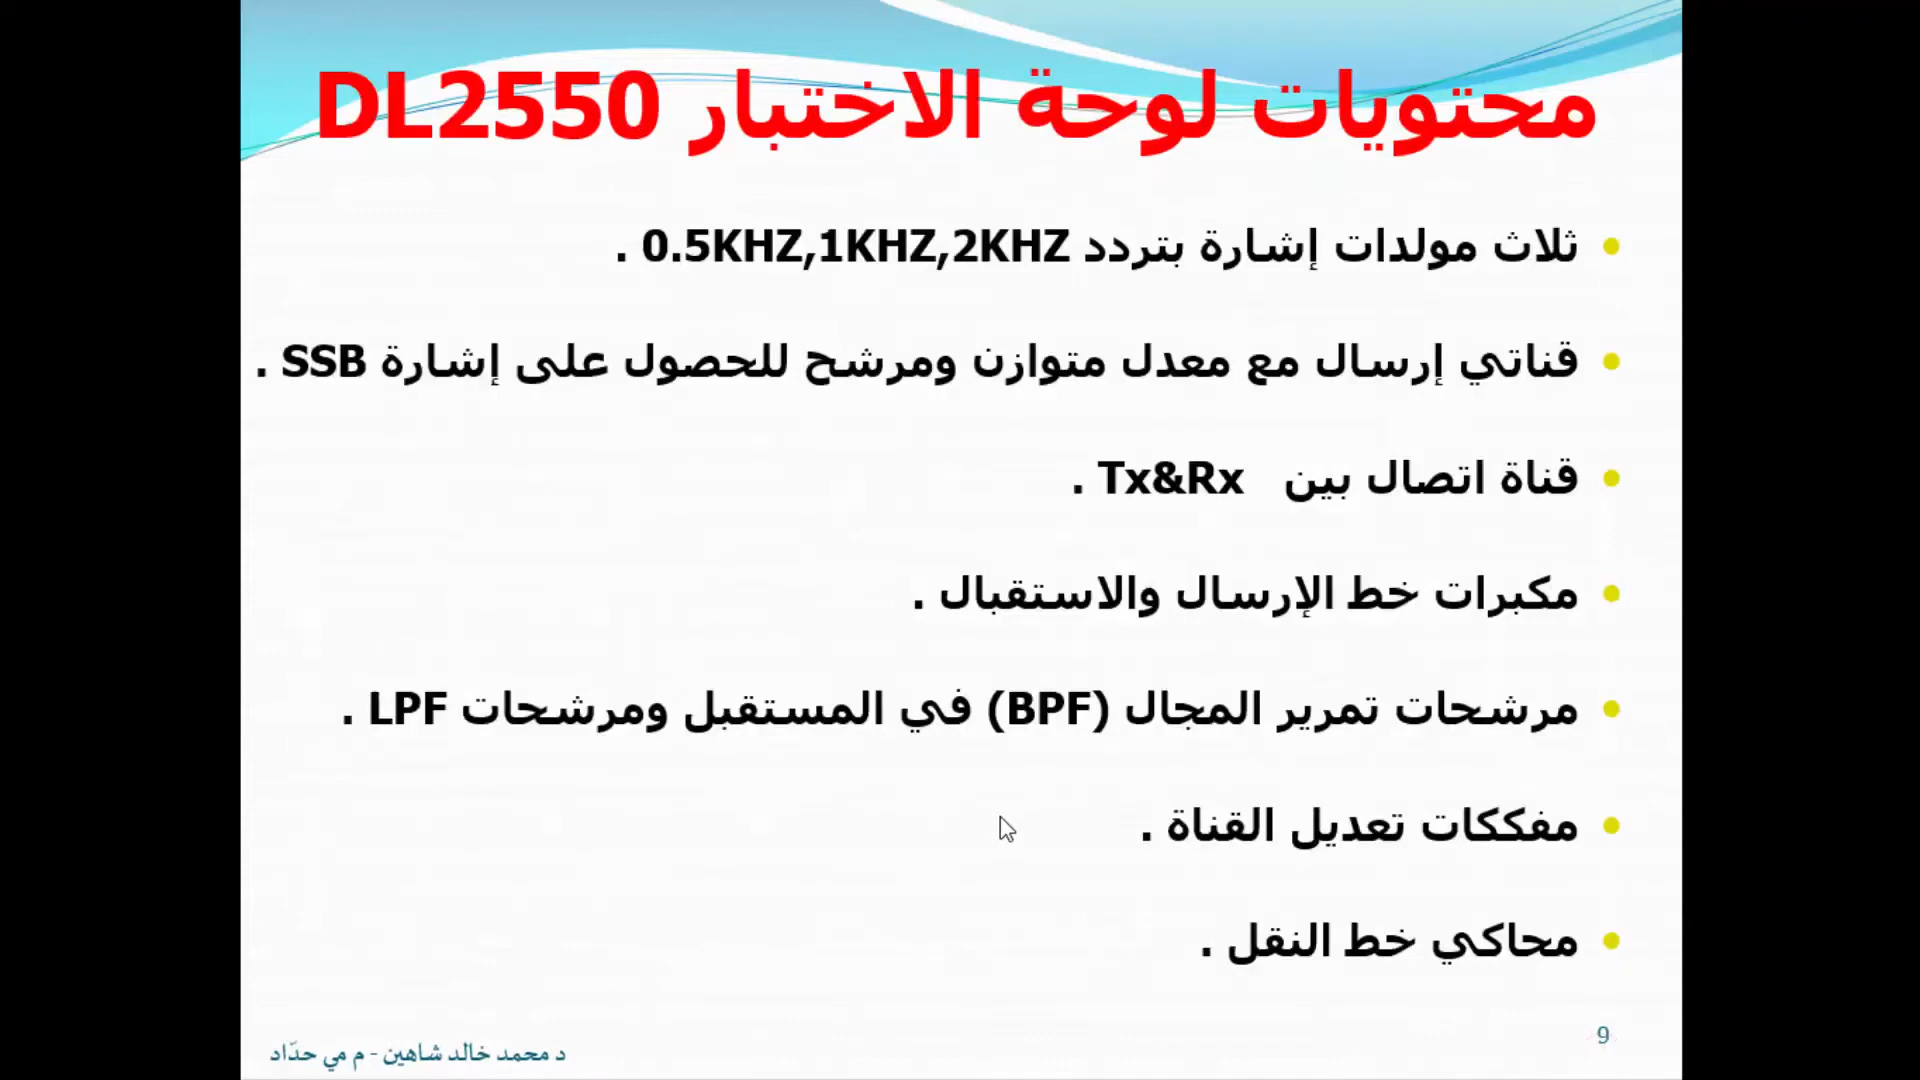 محتويات لوحة الاختبار DL2550
ثلاث مولدات إشارة بتردد 0.5KHZ,1KHZ,2KHZ .
قناتي إرسال مع معدل متوازن ومرشح للحصول على إشارة SSB .
قناة اتصال بين Tx&Rx .
مكبرات خط الإرسال والاستقبال .
مرشحات تمرير المجال (BPF) في المستقبل ومرشحات LPF .
مفككات تعديل القناة .
محاكي خط النقل .
9
د محمد خالد شاهين - م مي حدّاد